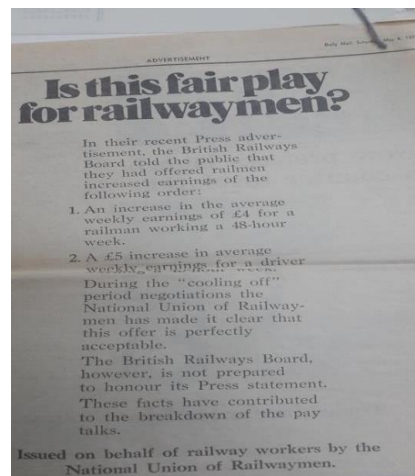 ADVERTISEMENT
Daily Mail, May 6,
Is this fair play
for railwaymen?
In their recent Press adver-
tisement, the British Railways
Board told the public that
they had offered railmen
increased earnings of the
following order:
1. An increase in the average
weekly earnings of £4 for a
railman working a 48-hour
week.
2. A £5 increase in average
weekly earnings for a driver
week.
During the "cooling off"
period negotiations the
National Union of Railway-
men has made it clear that
this offer is perfectly
acceptable.
The British Railways Board,
however, is not prepared
to honour its Press statement.
These facts have contributed
to the breakdown of the pay
talks.
Issued on behalf of railway workers by the
National Union of Railwaymen.